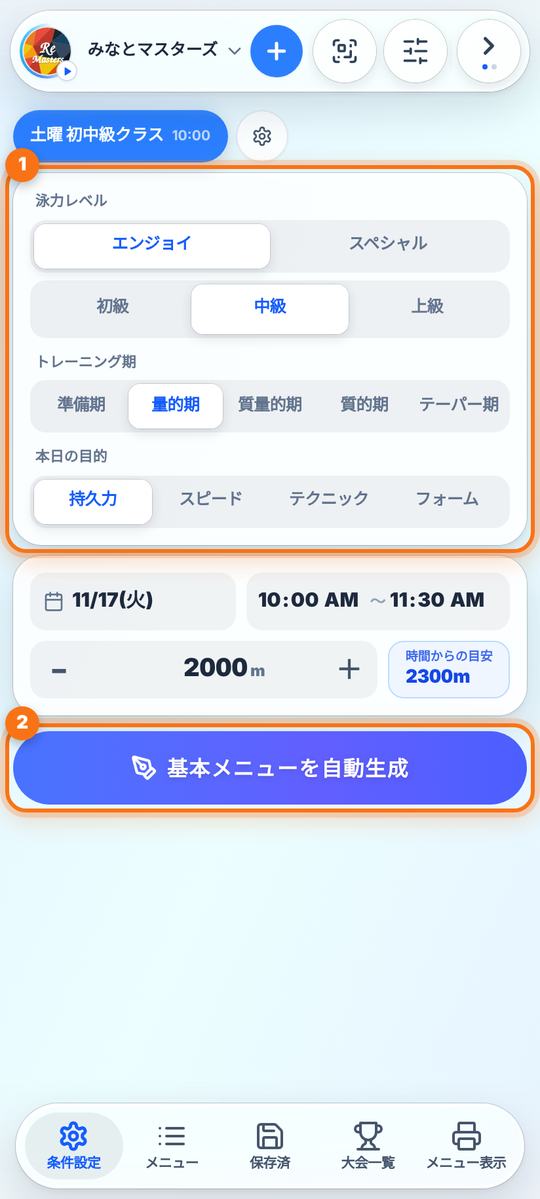 Re
Masters
みなとマスターズ
土曜 初中級クラス 10:00
1
泳力レベル
エンジョイ スペシャル
初級 中級 上級
トレーニング期
準備期 量的期 質量的期 質的期 テーパー期
本日の目的
持久力 スピード テクニック フォーム
11/17(火) 10:00 AM 〜 11:30 AM
− 2000 m +
時間からの目安
2300m
2
基本メニューを自動生成
条件設定 メニュー 保存済 大会一覧 メニュー表示